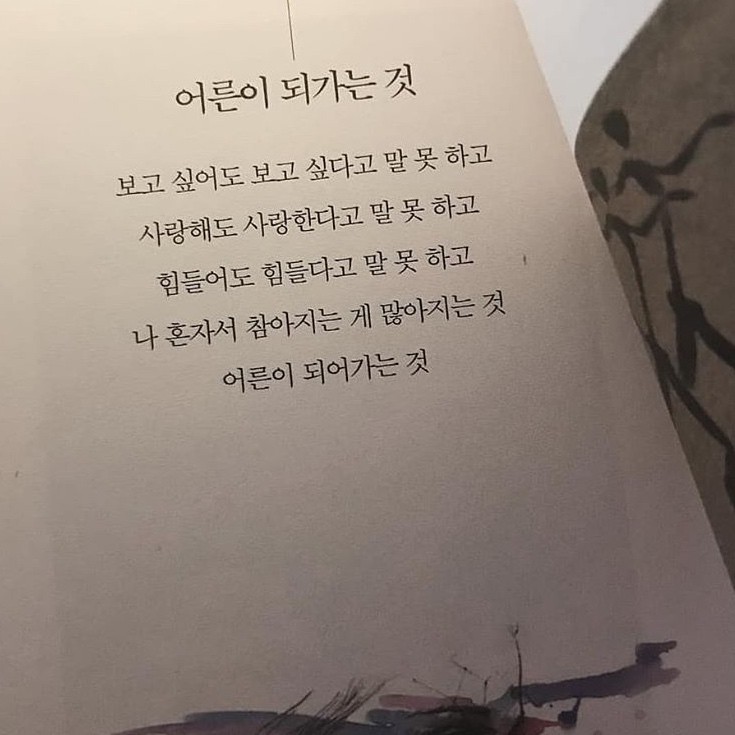 어른이 되가는 것
보고 싶어도 보고 싶다고 말 못 하고
사랑해도 사랑한다고 말 못 하고
힘들어도 힘들다고 말 못 하고
나 혼자서 참아지는 게 많아지는 것
어른이 되어가는 것